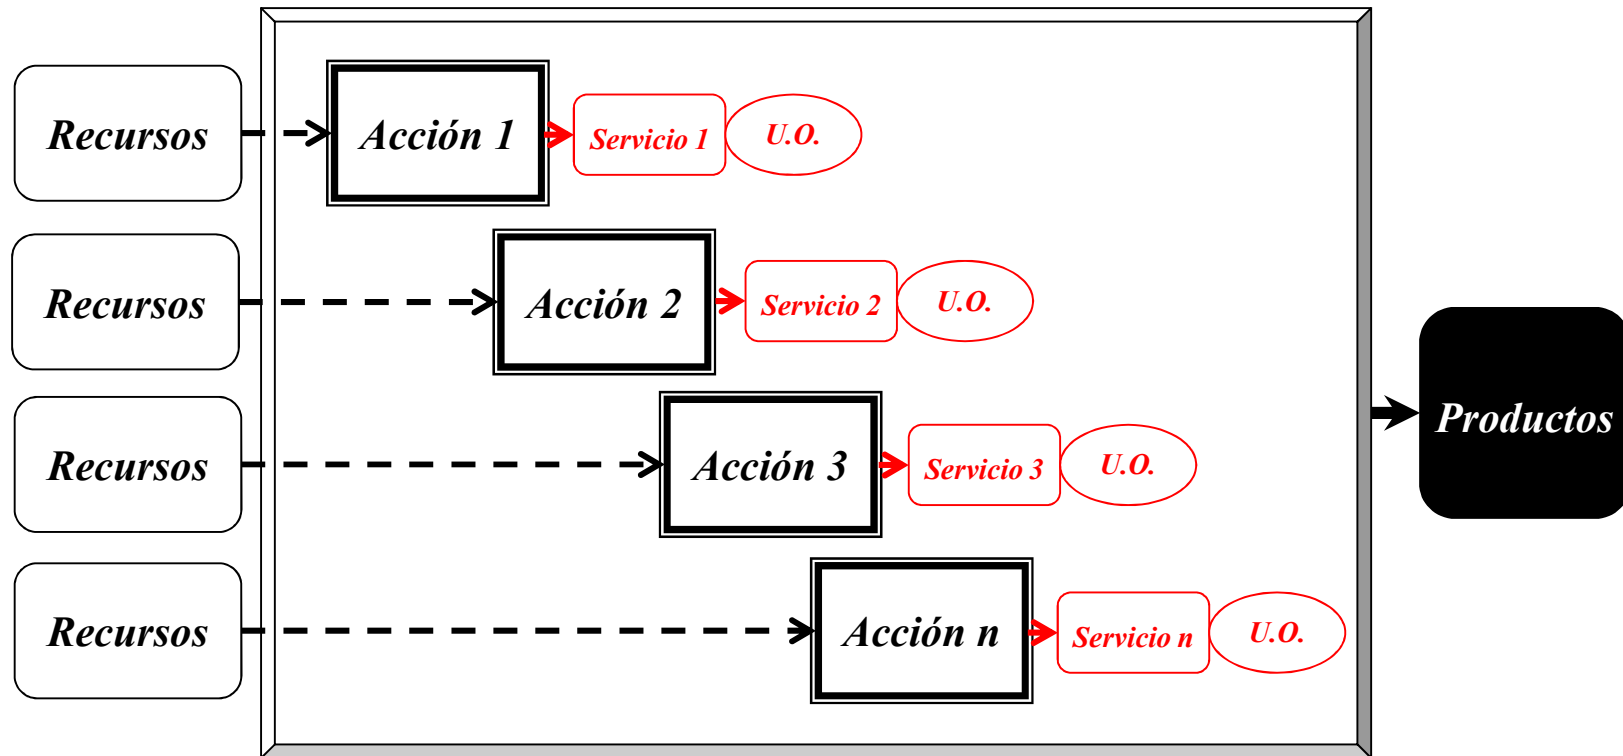 Recursos
Acción 1
Servicio 1
U.O.
Recursos
Acción 2
Servicio 2
U.O.
Recursos
Acción 3
Servicio 3
U.O.
Productos
Recursos
Acción n
Servicio n
U.O.